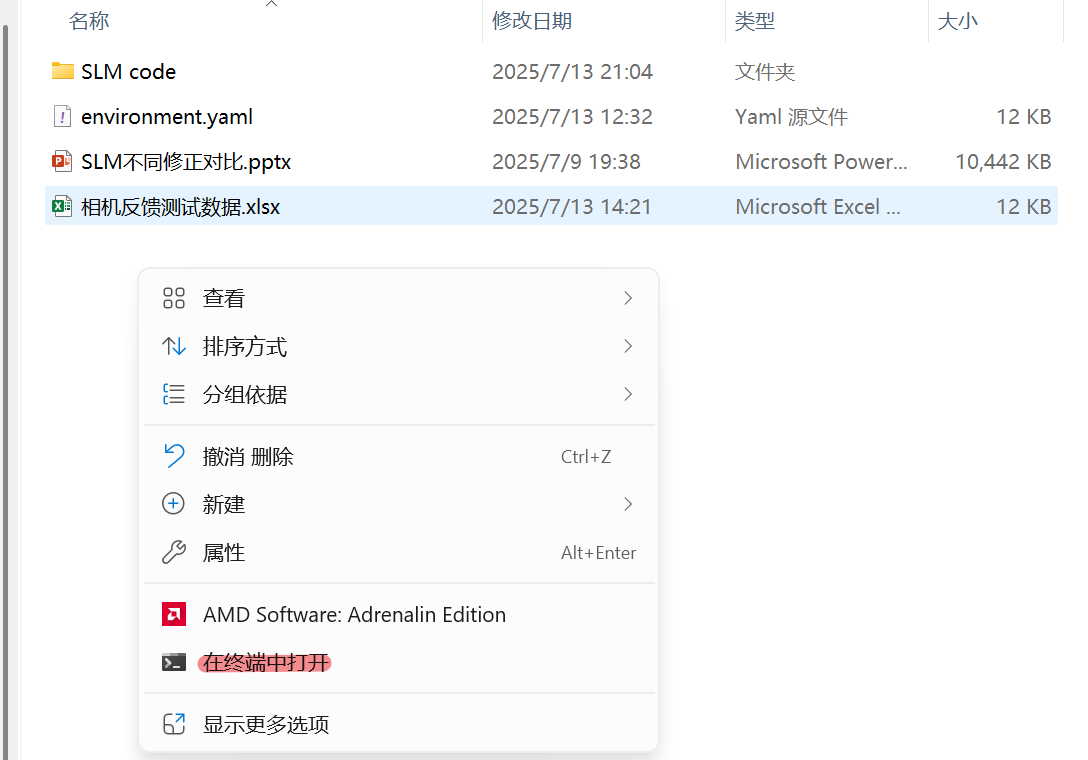 名称 修改日期 类型 大小
SLM code 2025/7/13 21:04 文件夹
environment.yaml 2025/7/13 12:32 Yaml 源文件 12 KB
SLM不同修正对比.pptx 2025/7/9 19:38 Microsoft Power... 10,442 KB
相机反馈测试数据.xlsx 2025/7/13 14:21 Microsoft Excel ... 12 KB
查看
排序方式
分组依据
撤消 删除 Ctrl+Z
新建
属性 Alt+Enter
AMD Software: Adrenalin Edition
在终端中打开
显示更多选项